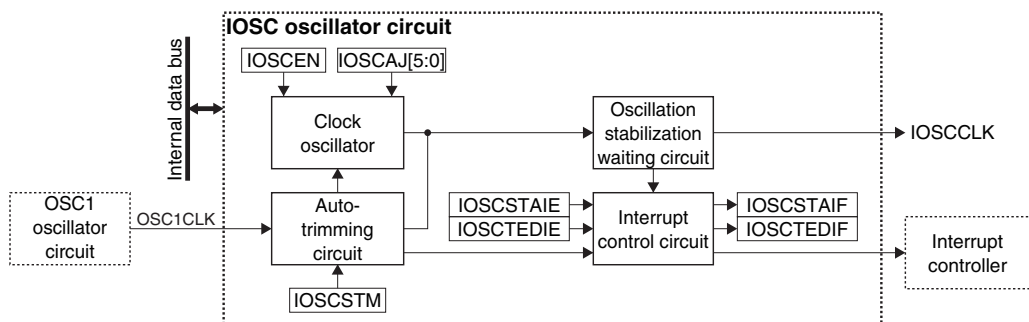 IOSC oscillator circuit
Internal data bus
IOSCEN
IOSCAJ[5:0]
Clock
oscillator
Oscillation
stabilization
waiting circuit
IOSCCLK
OSC1
oscillator
circuit
OSC1CLK
Auto-
trimming
circuit
IOSCSTAIE
IOSCTEDIE
Interrupt
control circuit
IOSCSTAIF
IOSCTEDIF
Interrupt
controller
IOSCSTM